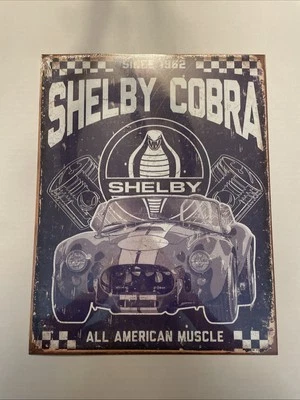 SINCE 1962
SHELBY COBRA
SHELBY
ALL AMERICAN MUSCLE